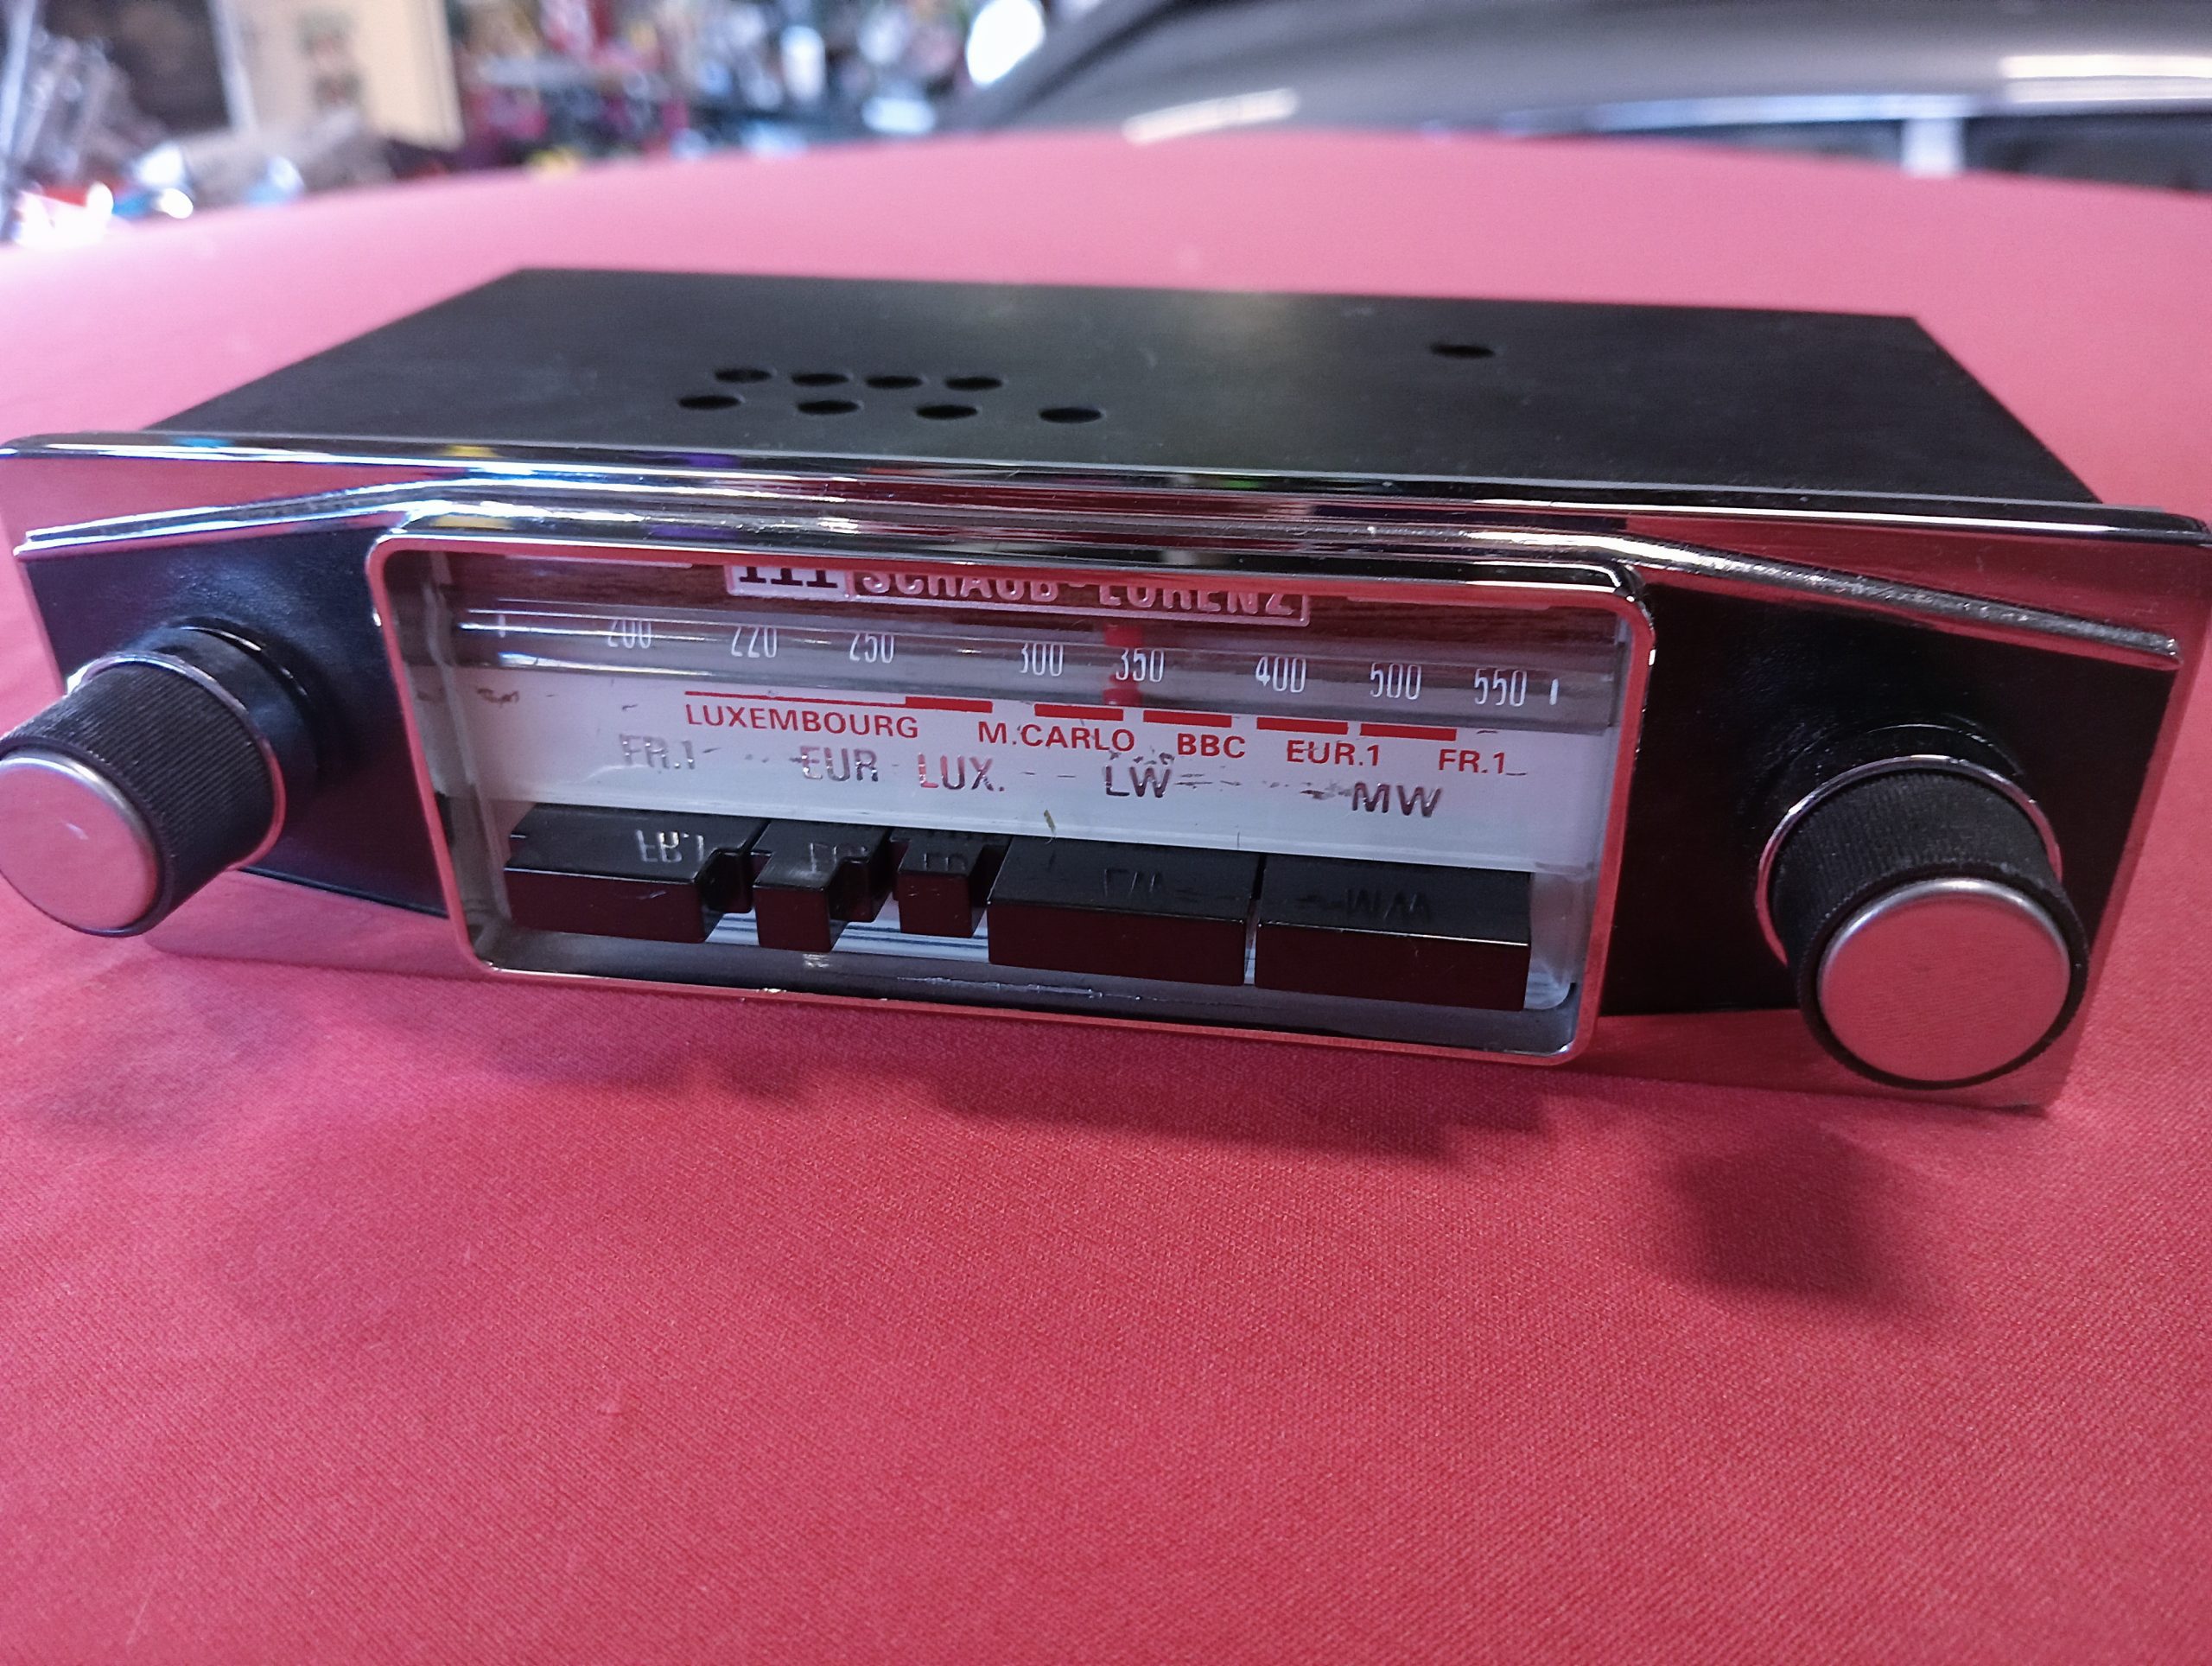 ITT SCHAUB-LORENZ
200 220 250 300 350 400 500 550
LUXEMBOURG M.CARLO BBC EUR.1 FR.1
FR.1 EUR LUX. LW MW